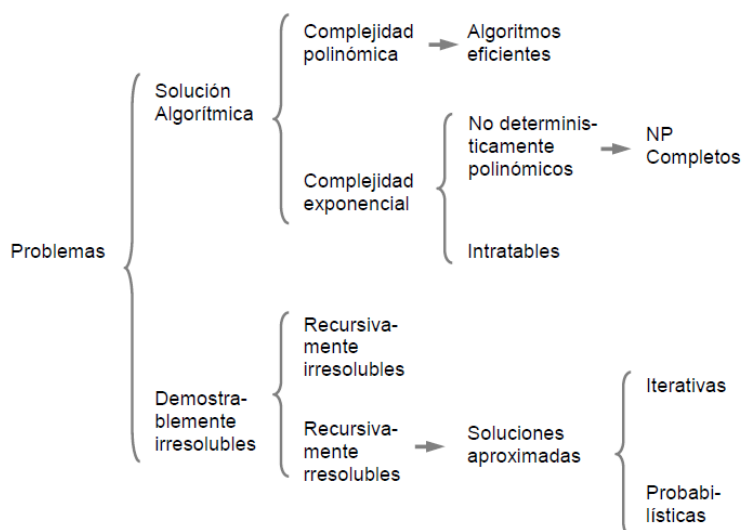 Complejidad
polinómica
Algoritmos
eficientes
Solución
Algorítmica
No determinis-
ticamente
polinómicos
NP
Completos
Complejidad
exponencial
Intratables
Problemas
Recursiva-
mente
irresolubles
Demostra-
blemente
irresolubles
Recursiva-
mente
rresolubles
Soluciones
aproximadas
Iterativas
Probabi-
lísticas